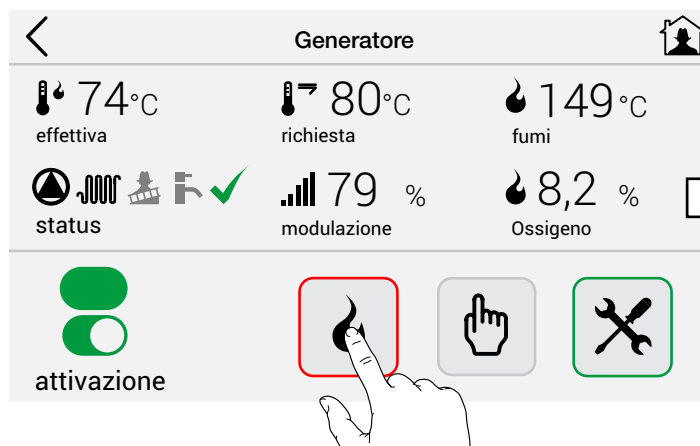 Generatore
74°C
80°C
149°C
effettiva
richiesta
fumi
79 %
8,2 %
status
modulazione
Ossigeno
attivazione